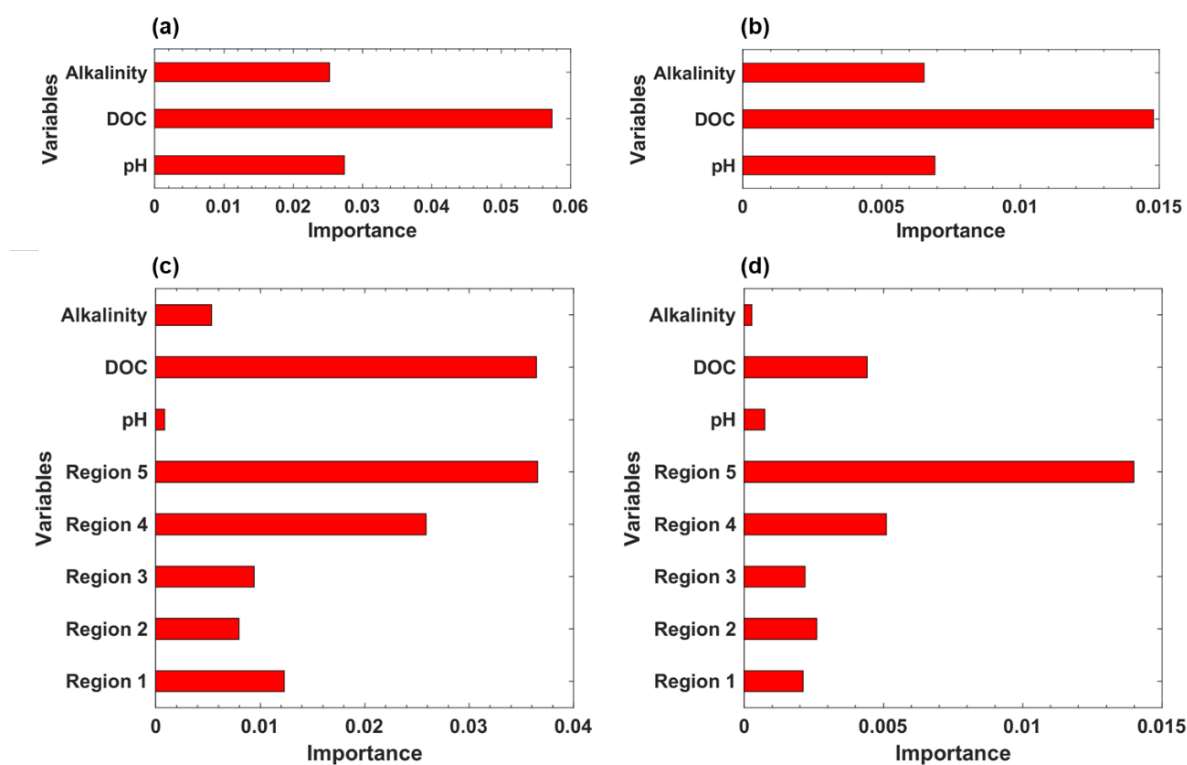 (a)
Variables
Alkalinity
DOC
pH
0 0.01 0.02 0.03 0.04 0.05 0.06
Importance
(b)
Variables
Alkalinity
DOC
pH
0 0.005 0.01 0.015
Importance
(c)
Variables
Alkalinity
DOC
pH
Region 5
Region 4
Region 3
Region 2
Region 1
0 0.01 0.02 0.03 0.04
Importance
(d)
Variables
Alkalinity
DOC
pH
Region 5
Region 4
Region 3
Region 2
Region 1
0 0.005 0.01 0.015
Importance